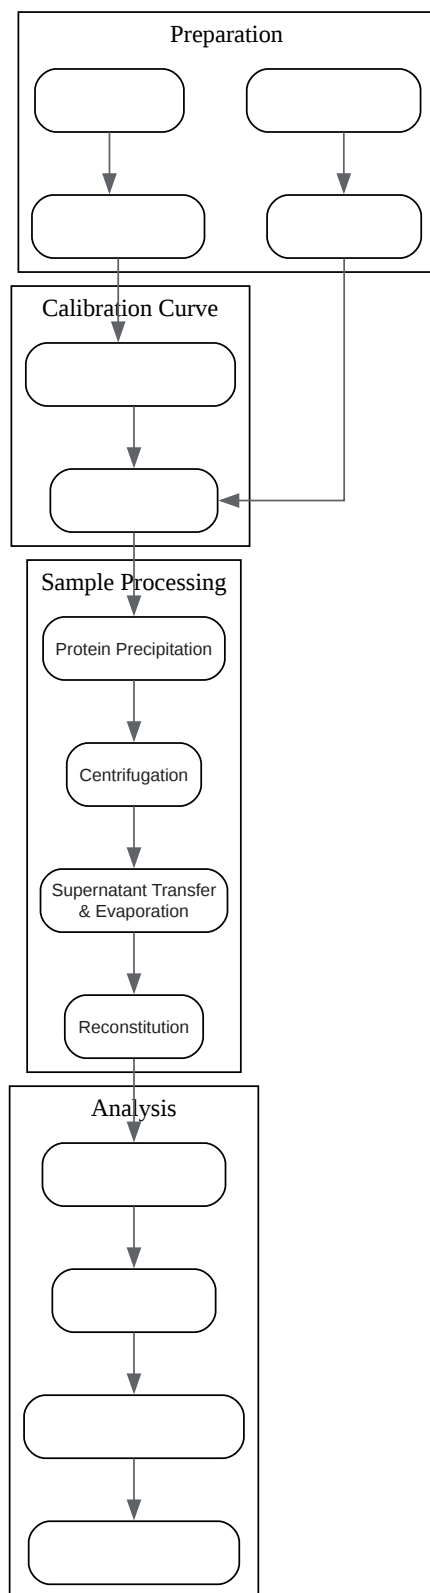 Preparation
Calibration Curve
Sample Processing
Protein Precipitation
Centrifugation
Supernatant Transfer
& Evaporation
Reconstitution
Analysis